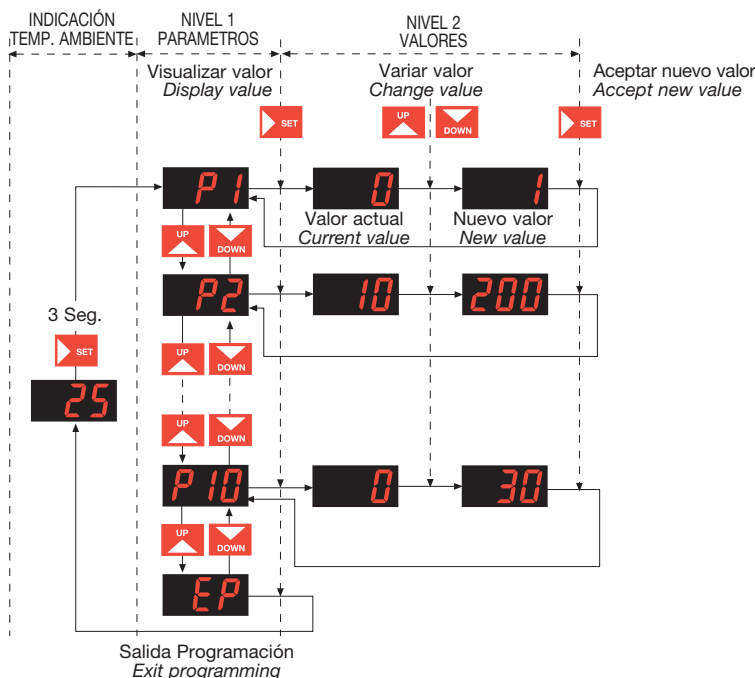 INDICACIÓN
TEMP. AMBIENTE
NIVEL 1
PARAMETROS
NIVEL 2
VALORES
Visualizar valor
Display value
Variar valor
Change value
Aceptar nuevo valor
Accept new value
SET
UP
DOWN
SET
P1
0
1
Valor actual
Current value
Nuevo valor
New value
UP
DOWN
P2
10
200
3 Seg.
SET
UP
DOWN
25
UP
DOWN
P10
0
30
UP
DOWN
EP
Salida Programación
Exit programming